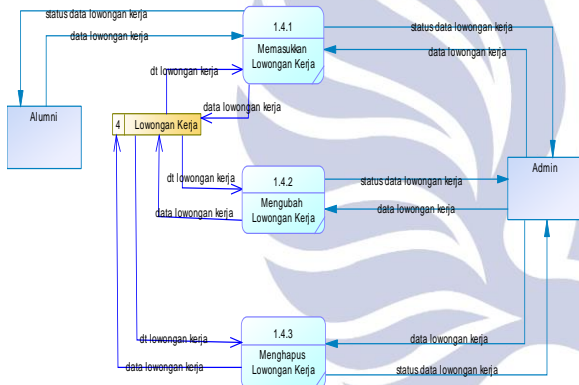 status data lowongan kerja
data lowongan kerja
1.4.1
Memasukkan
Lowongan Kerja
status data lowongan kerja
data lowongan kerja
dt lowongan kerja
data lowongan kerja
Alumni
4 Lowongan Kerja
dt lowongan kerja
data lowongan kerja
1.4.2
Mengubah
Lowongan Kerja
status data lowongan kerja
data lowongan kerja
Admin
dt lowongan kerja
data lowongan kerja
1.4.3
Menghapus
Lowongan Kerja
data lowongan kerja
status data lowongan kerja